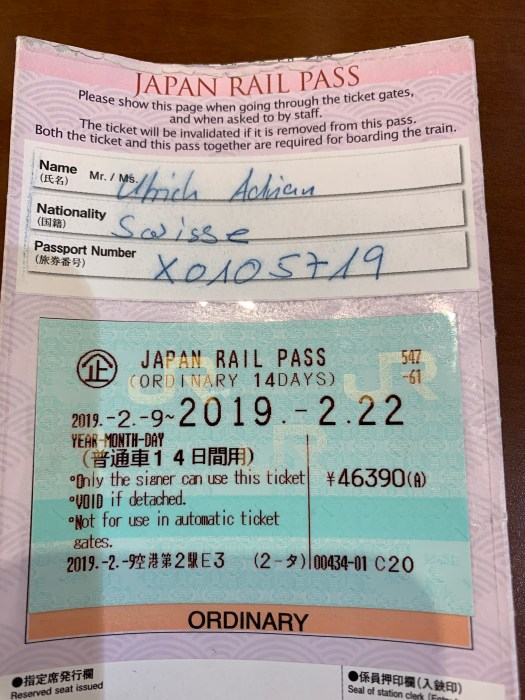 JAPAN RAIL PASS
Please show this page when going through the ticket gates,
and when asked to by staff.
The ticket will be invalidated if it is removed from this pass.
Both the ticket and this pass together are required for boarding the train.
Name Mr. / Ms. Ulrich Adrian
(氏名)
Nationality Suisse
(国籍)
Passport Number X0105719
(旅券番号)
企 JAPAN RAIL PASS 547
(ORDINARY 14DAYS) -61
2019.-2.-9~2019.-2.22
YEAR-MONTH-DAY
(普通車14日間用)
*Only the signer can use this ticket ¥46390(A)
*VOID if detached.
*Not for use in automatic ticket
gates.
2019.-2.-9空港第2駅E3 (2-タ) 00434-01 C20
JR
JR
JR
ORDINARY
●指定席発行欄 ●係員押印欄(入鋏印)
Reserved seat issued Seal of station clerk